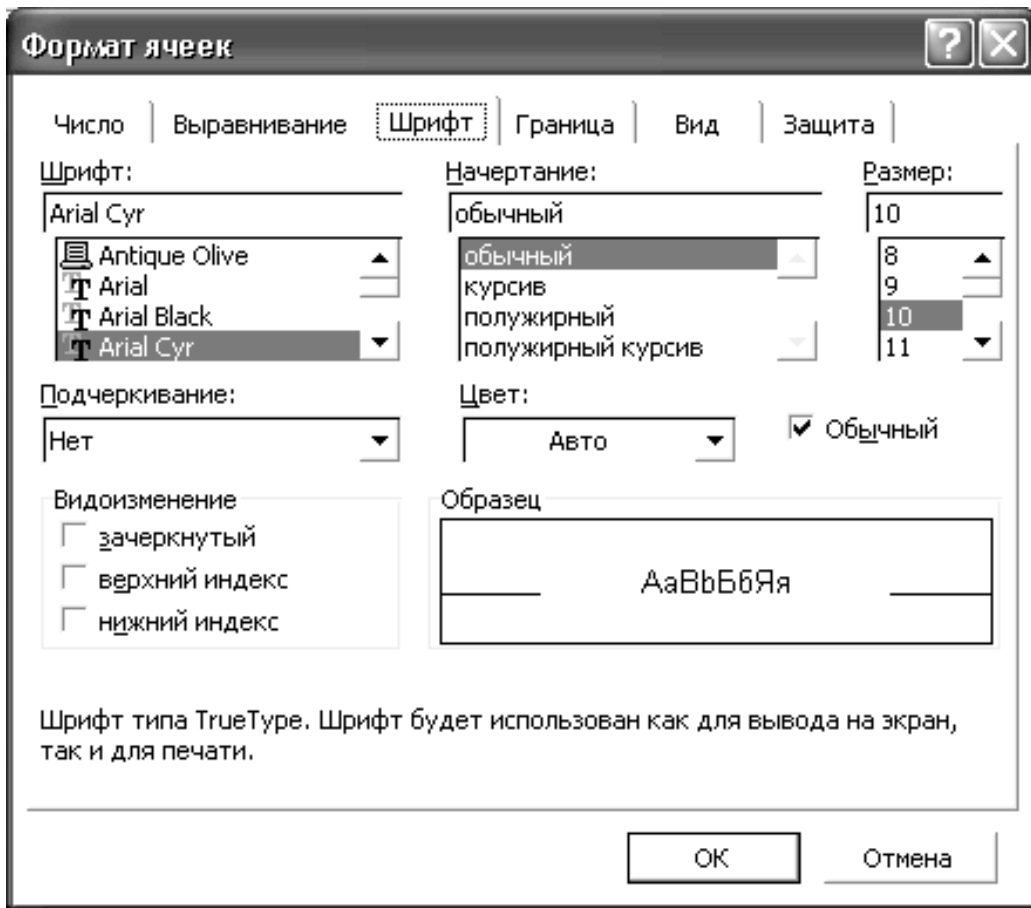 Формат ячеек
Число Выравнивание Шрифт Граница Вид Защита
Шрифт: Начертание: Размер:
Arial Cyr обычный 10
Antique Olive обычный 8
Arial курсив 9
Arial Black полужирный 10
Arial Cyr полужирный курсив 11
Подчеркивание: Цвет:
Нет Авто Обычный
Видоизменение Образец
зачеркнутый
верхний индекс АаВbБбЯя
нижний индекс
Шрифт типа TrueType. Шрифт будет использован как для вывода на экран,
так и для печати.
ОК Отмена